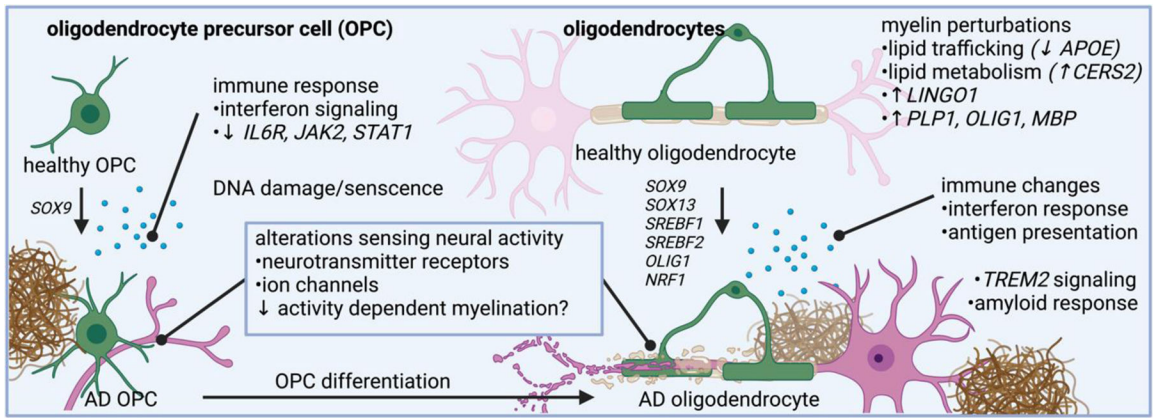 oligodendrocyte precursor cell (OPC)
healthy OPC
SOX9
immune response
•interferon signaling
•↓ IL6R, JAK2, STAT1
DNA damage/senscence
alterations sensing neural activity
•neurotransmitter receptors
•ion channels
↓ activity dependent myelination?
AD OPC
OPC differentiation
oligodendrocytes
healthy oligodendrocyte
SOX9
SOX13
SREBF1
SREBF2
OLIG1
NRF1
AD oligodendrocyte
myelin perturbations
•lipid trafficking (↓ APOE)
•lipid metabolism (↑CERS2)
•↑ LINGO1
•↑ PLP1, OLIG1, MBP
immune changes
•interferon response
•antigen presentation
•TREM2 signaling
•amyloid response